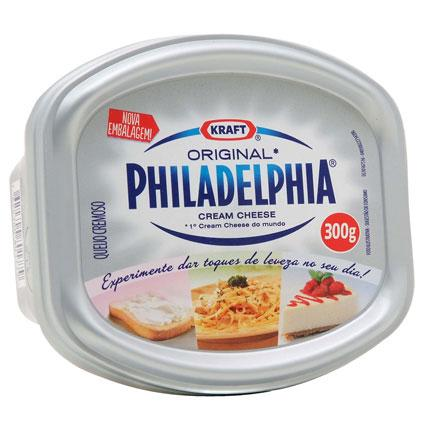 NOVA
EMBALAGEM!
KRAFT
®
ORIGINAL*
PHILADELPHIA®
CREAM CHEESE
*1º Cream Cheese do mundo
300g
QUEIJO CREMOSO
Experimente dar toques de leveza no seu dia!